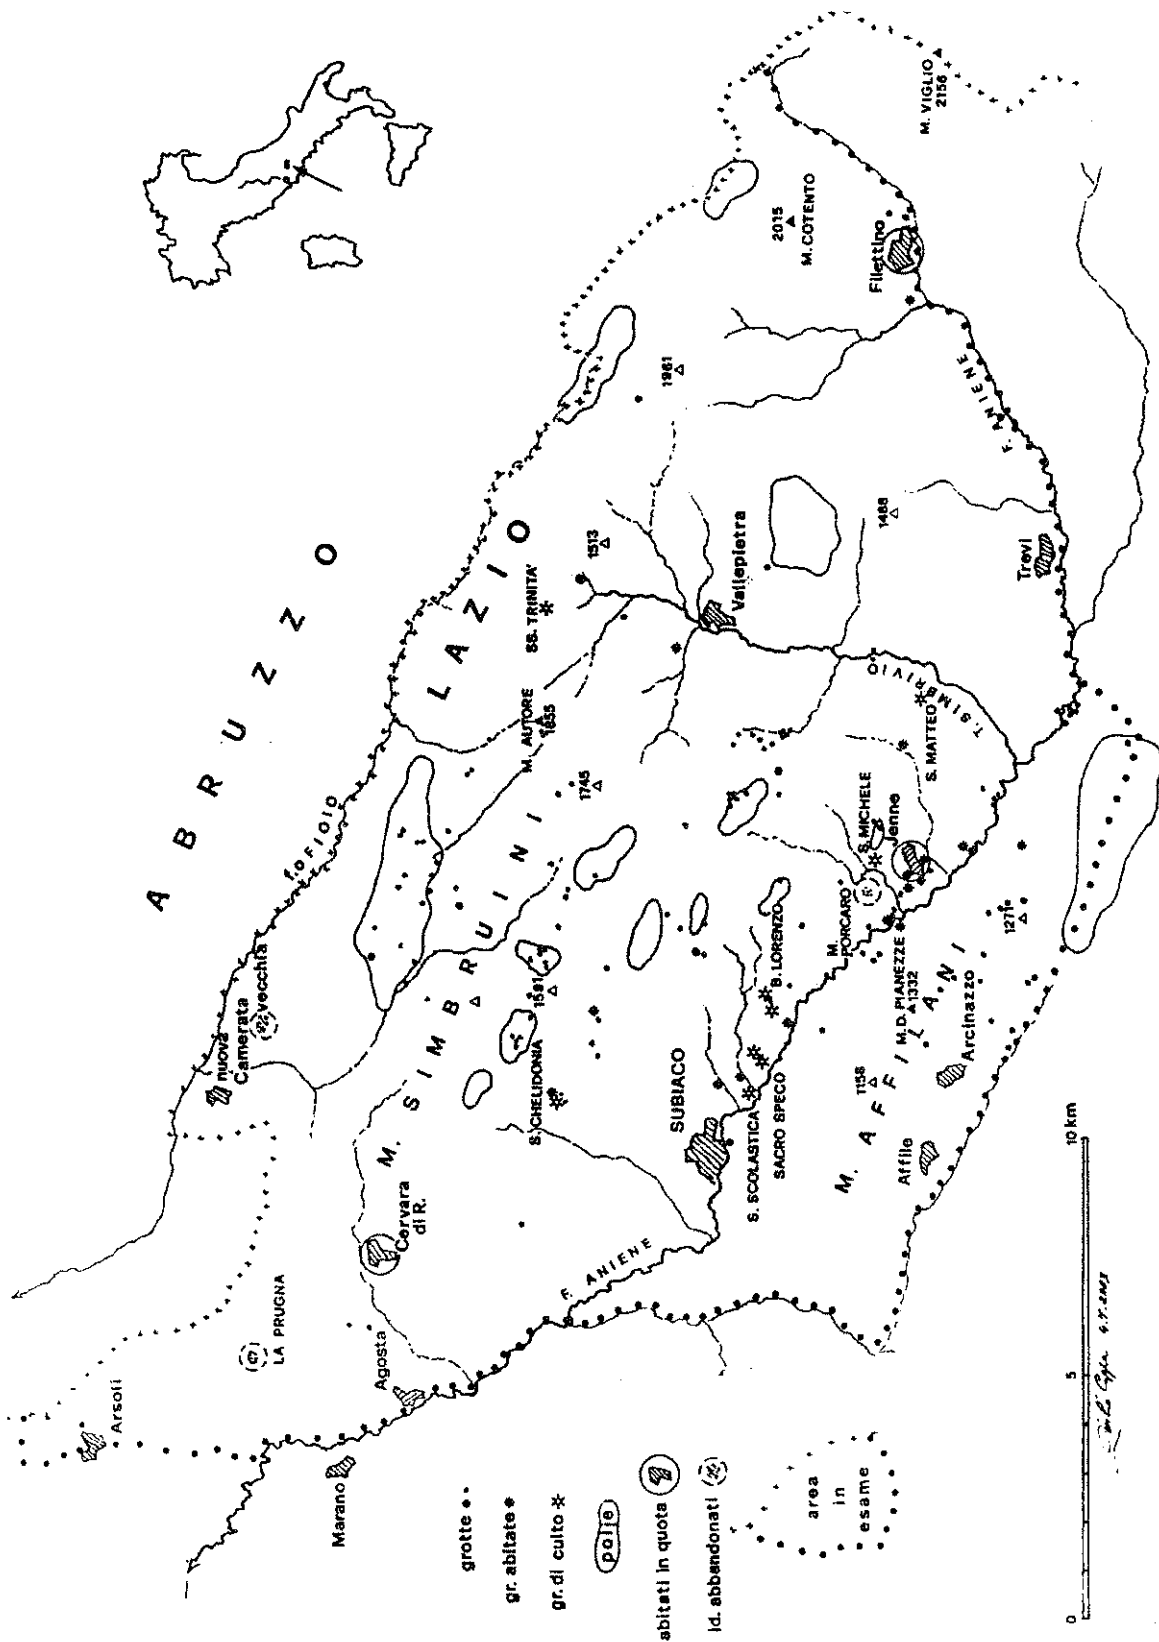 ABRUZZO
LAZIO
f.o FIOIO
nuova
Camerata
vecchia
Arsoli
LA PRUGNA
Marano
Agosta
Cervara
di R.
M. SIMBRUINI
1591
1745
M. AUTORE
1855
SS. TRINITA'
1513
1961
2015
M. COTENTO
M. VIGLIO
2156
Filettino
F. ANIENE
Vallepietra
1488
Trevi
T. SIMBRIVIO
S. MATTEO
S. MICHELE
Jenne
M.
PORCARO
B. LORENZO
S. CHELIDONIA
SUBIACO
S. SCOLASTICA
SACRO SPECO
F. ANIENE
M. D. PIANEZZE
1332
1271
M. AFFILANI
1158
Arcinazzo
Affile
grotte
gr. abitate
gr. di culto
polje
abitati in quota
id. abbandonati
area
in
esame
0 5 10 km